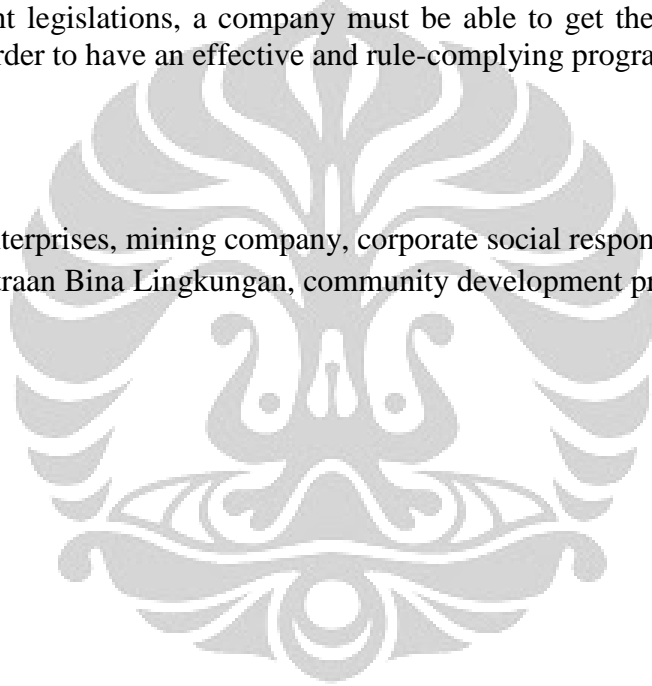 nt legislations, a company must be able to get the
rder to have an effective and rule-complying progra
terprises, mining company, corporate social respon
traan Bina Lingkungan, community development pr